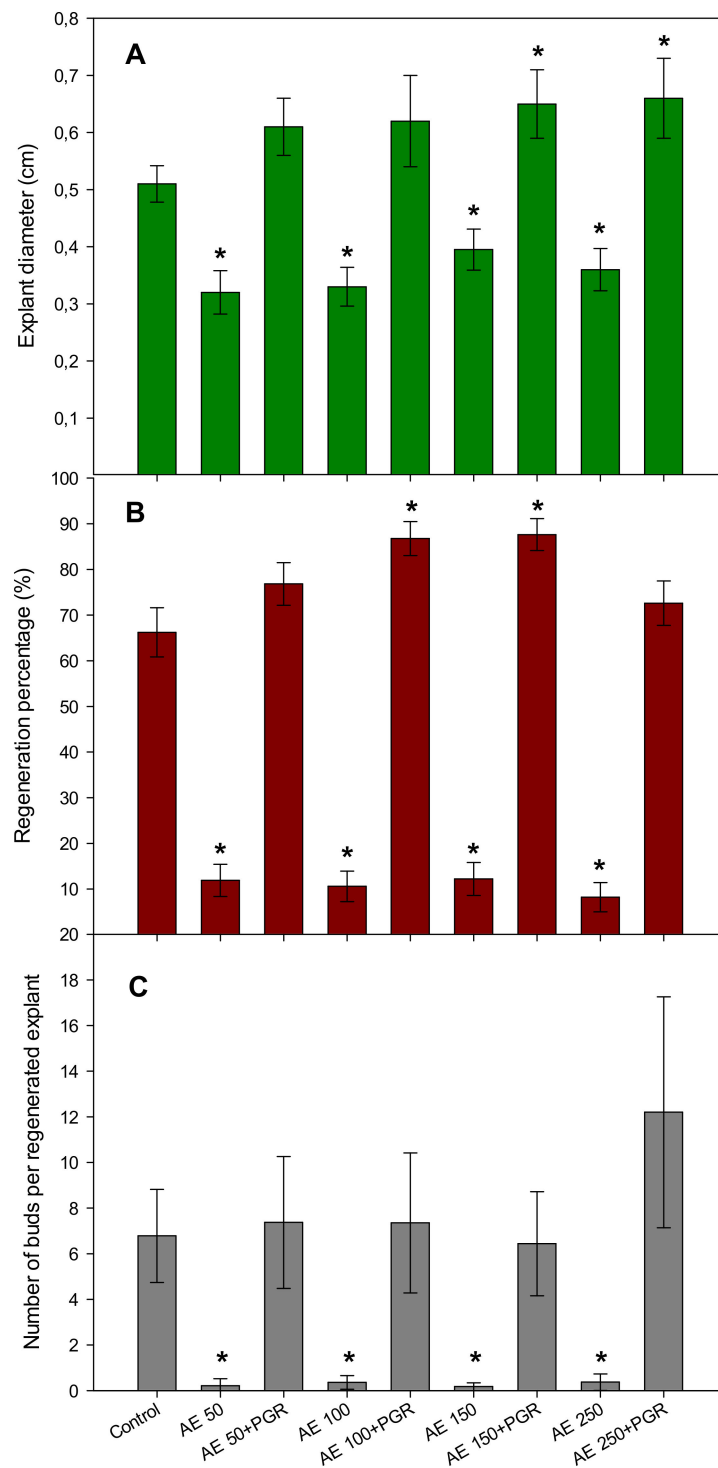 0,8
A
0,7
0,6
0,5
0,4
0,3
0,2
0,1
Explant diameter (cm)
* * * * * *
100
B
90
80
70
60
50
40
30
20
10
20
Regeneration percentage (%)
* * * * * *
18
C
16
14
12
10
8
6
4
2
0
Number of buds per regenerated explant
* * * *
Control
AE 50
AE 50+PGR
AE 100
AE 100+PGR
AE 150
AE 150+PGR
AE 250
AE 250+PGR